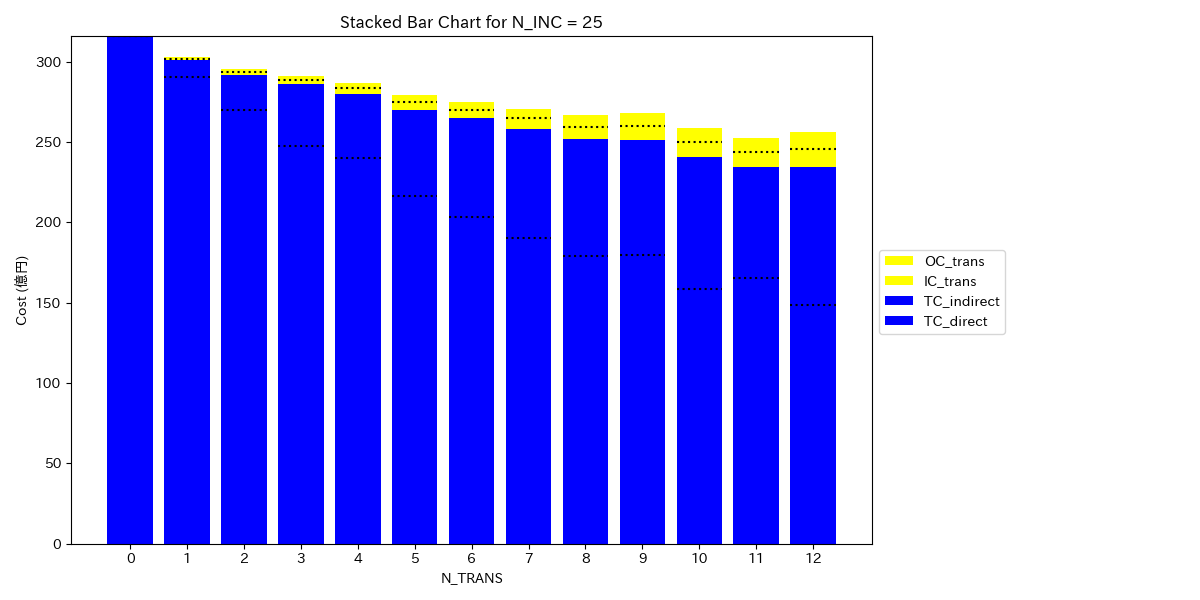 Stacked Bar Chart for N_INC = 25
Cost (億円)
300
250
200
150
100
50
0
0 1 2 3 4 5 6 7 8 9 10 11 12
N_TRANS
OC_trans
IC_trans
TC_indirect
TC_direct